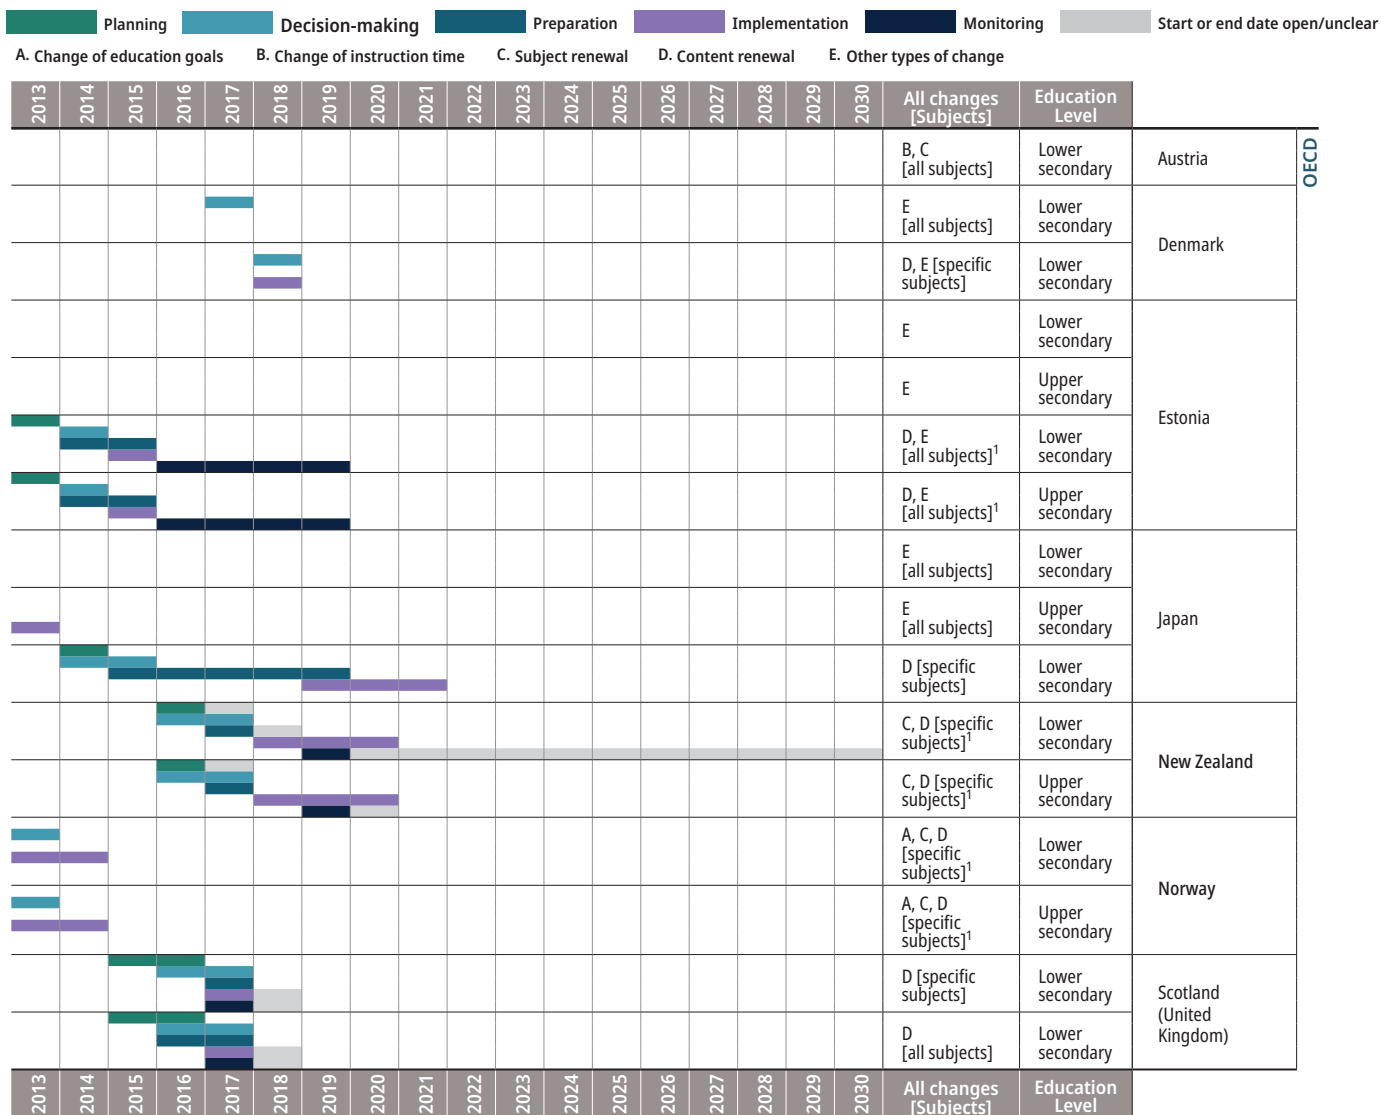 Planning Decision-making Preparation Implementation Monitoring Start or end date open/unclear
A. Change of education goals B. Change of instruction time C. Subject renewal D. Content renewal E. Other types of change
2013 2014 2015 2016 2017 2018 2019 2020 2021 2022 2023 2024 2025 2026 2027 2028 2029 2030 All changes [Subjects] Education Level
OECD
B, C
[all subjects]
Lower
secondary
Austria
E
[all subjects]
Lower
secondary
Denmark
D, E [specific
subjects]
Lower
secondary
E
Lower
secondary
Estonia
E
Upper
secondary
D, E
[all subjects]1
Lower
secondary
D, E
[all subjects]1
Upper
secondary
E
[all subjects]
Lower
secondary
Japan
E
[all subjects]
Upper
secondary
D [specific
subjects]
Lower
secondary
C, D [specific
subjects]1
Lower
secondary
New Zealand
C, D [specific
subjects]1
Upper
secondary
A, C, D
[specific
subjects]1
Lower
secondary
Norway
A, C, D
[specific
subjects]1
Upper
secondary
D [specific
subjects]
Lower
secondary
Scotland
(United
Kingdom)
D
[all subjects]
Lower
secondary
2013 2014 2015 2016 2017 2018 2019 2020 2021 2022 2023 2024 2025 2026 2027 2028 2029 2030 All changes [Subjects] Education Level